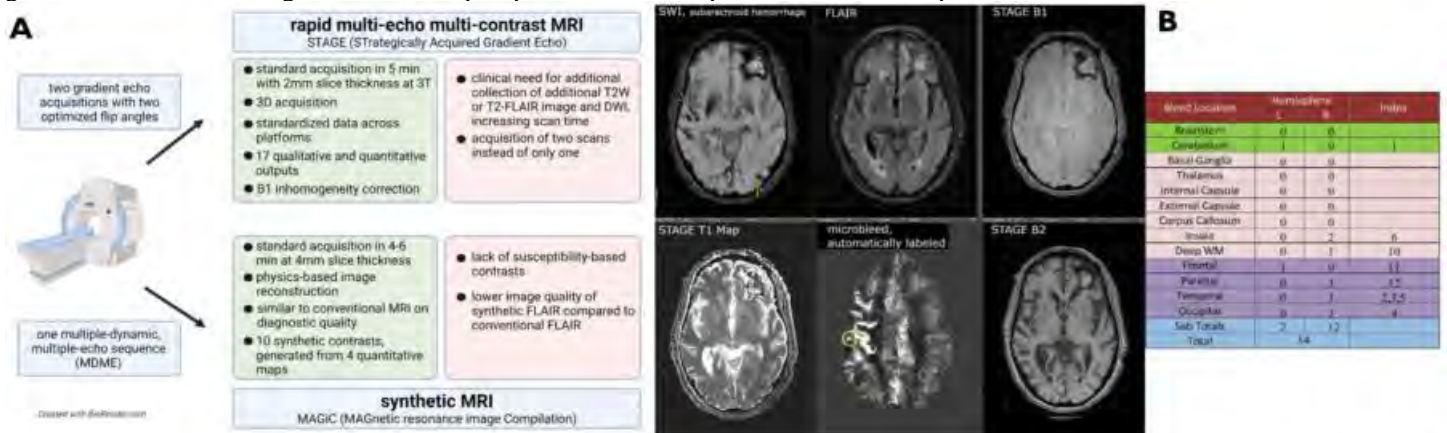 A
rapid multi-echo multi-contrast MRI
STAGE (STrategically Acquired Gradient Echo)
two gradient echo
acquisitions with two
optimized flip angles
● standard acquisition in 5 min
with 2mm slice thickness at 3T
● 3D acquisition
● standardized data across
platforms
● 17 qualitative and quantitative
outputs
● B1 inhomogeneity correction
● clinical need for additional
collection of additional T2W
or T2-FLAIR image and DWI,
increasing scan time
● acquisition of two scans
instead of only one
one multiple-dynamic,
multiple-echo sequence
(MDME)
● standard acquisition in 4-6
min at 4mm slice thickness
● physics-based image
reconstruction
● similar to conventional MRI on
diagnostic quality
● 10 synthetic contrasts,
generated from 4 quantitative
maps
● lack of susceptibility-based
contrasts
● lower image quality of
synthetic FLAIR compared to
conventional FLAIR
synthetic MRI
MAGiC (MAGnetic resonance image Compilation)
Created with BioRender.com
SWI, subarachnoid hemorrhage
FLAIR
STAGE B1
STAGE T1 Map
microbleed,
automatically labeled
STAGE B2
B
Bleed Location Hemisphere Index
L R
Brainstem 0 0
Cerebellum 1 0 1
Basal Ganglia 0 0
Thalamus 0 0
Internal Capsule 0 0
External Capsule 0 0
Corpus Callosum 0 0
Insula 0 2 6
Deep WM 0 1 10
Frontal 1 0 11
Parietal 0
Temporal 0
Occipital 0 2 4
Sub Totals 2 12
Total 14